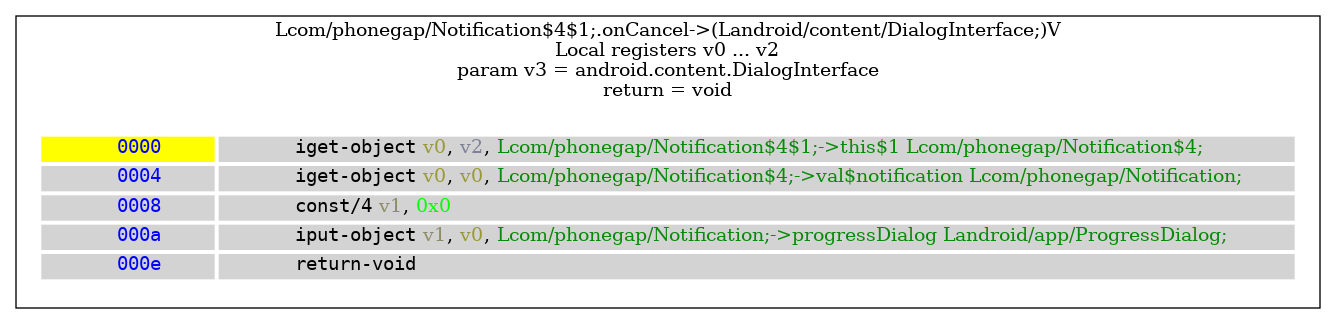 Lcom/phonegap/Notification$4$1;.onCancel->(Landroid/content/DialogInterface;)V
Local registers v0 ... v2
param v3 = android.content.DialogInterface
return = void
0000 iget-object v0, v2, Lcom/phonegap/Notification$4$1;->this$1 Lcom/phonegap/Notification$4;
0004 iget-object v0, v0, Lcom/phonegap/Notification$4;->val$notification Lcom/phonegap/Notification;
0008 const/4 v1, 0x0
000a iput-object v1, v0, Lcom/phonegap/Notification;->progressDialog Landroid/app/ProgressDialog;
000e return-void